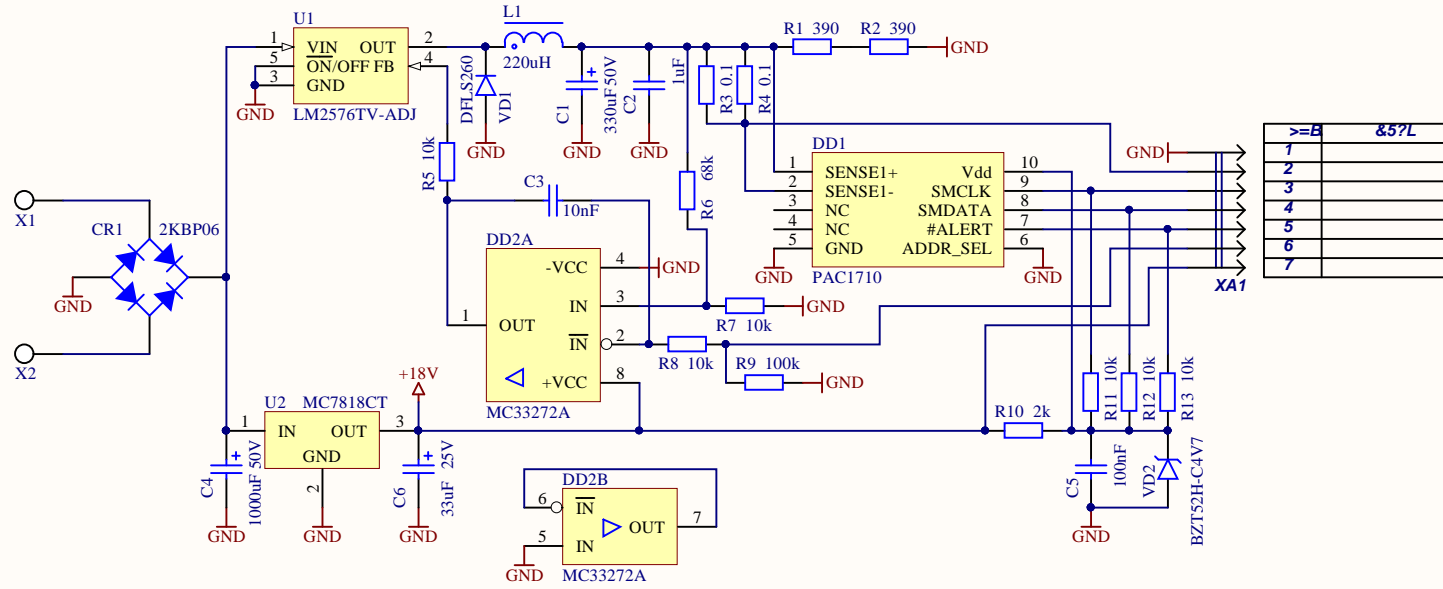 U1
1 VIN OUT 2
5 ON/OFF FB 4
3 GND
GND
LM2576TV-ADJ
L1
220uH
DFLS260
VD1
GND
C1
330uF 50V
GND
C2
1uF
GND
R1 390
R2 390
GND
R3 0.1
R4 0.1
R5 10k
C3
10nF
R6 68k
DD1
1 SENSE1+ Vdd 10
2 SENSE1- SMCLK 9
3 NC SMDATA 8
4 NC #ALERT 7
5 GND ADDR_SEL 6
GND
PAC1710
GND
GND
XA1
>=B &5?L
1
2
3
4
5
6
7
X1
X2
CR1 2KBP06
GND
DD2A
-VCC 4
GND
IN 3
1 OUT
IN 2
+VCC 8
MC33272A
R7 10k
GND
R8 10k
R9 100k
GND
+18V
U2 MC7818CT
1 IN OUT 3
GND
2
GND
C4
1000uF 50V
GND
C6
33uF 25V
GND
DD2B
6 IN
OUT 7
5 IN
GND
MC33272A
R10 2k
R11 10k
R12 10k
R13 10k
C5
100nF
GND
VD2
BZT52H-C4V7